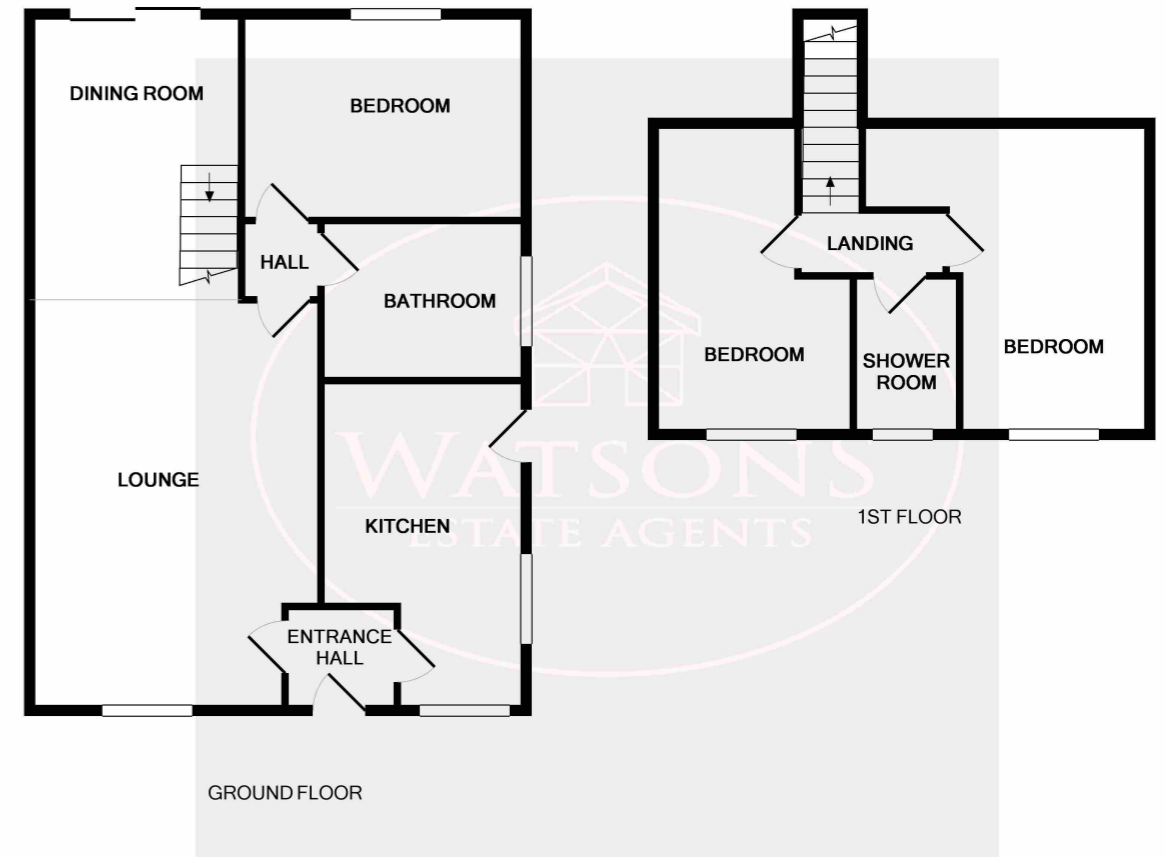 DINING ROOM
BEDROOM
HALL
BATHROOM
LOUNGE
KITCHEN
ENTRANCE
HALL
GROUND FLOOR
LANDING
BEDROOM
SHOWER
ROOM
BEDROOM
1ST FLOOR
WATSONS
ESTATE AGENTS